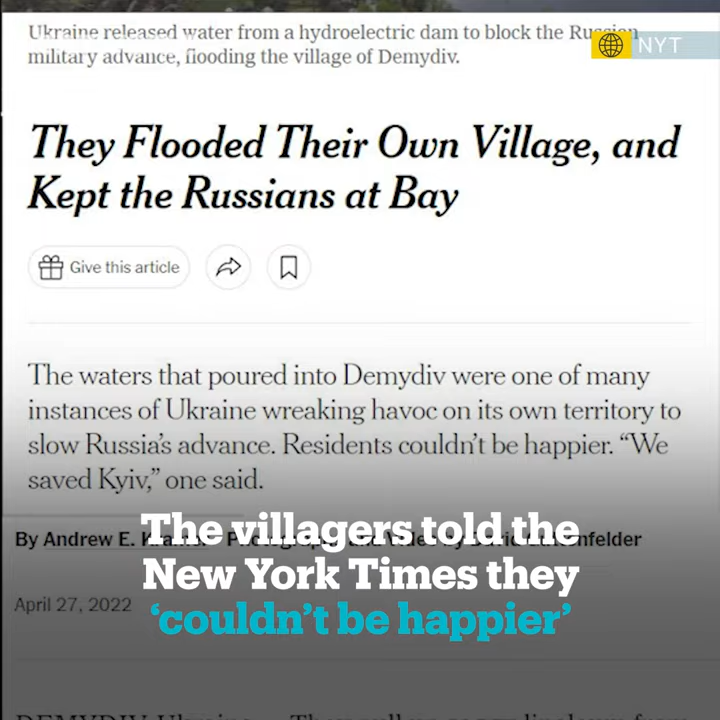 Ukraine released water from a hydroelectric dam to block the Russian
NYT
military advance, flooding the village of Demydiv.
They Flooded Their Own Village, and
Kept the Russians at Bay
Give this article
The waters that poured into Demydiv were one of many
instances of Ukraine wreaking havoc on its own territory to
slow Russia's advance. Residents couldn't be happier. “We
saved Kyiv,” one said.
By Andrew E.
The villagers told the
New York Times they
April 27, 2022
‘couldn't be happier’